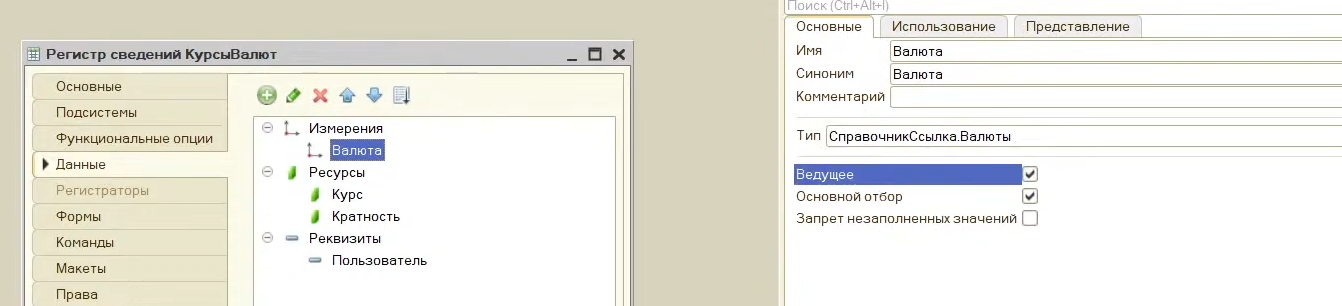 Поиск (Ctrl+Alt+I)
Основные
Использование
Представление
Имя
Валюта
Синоним
Валюта
Комментарий
Тип
СправочникСсылка.Валюты
Ведущее
Основной отбор
Запрет незаполненных значений
Регистр сведений КурсыВалют
Основные
Подсистемы
Функциональные опции
Данные
Регистраторы
Формы
Команды
Макеты
Права
Измерения
Валюта
Ресурсы
Курс
Кратность
Реквизиты
Пользователь